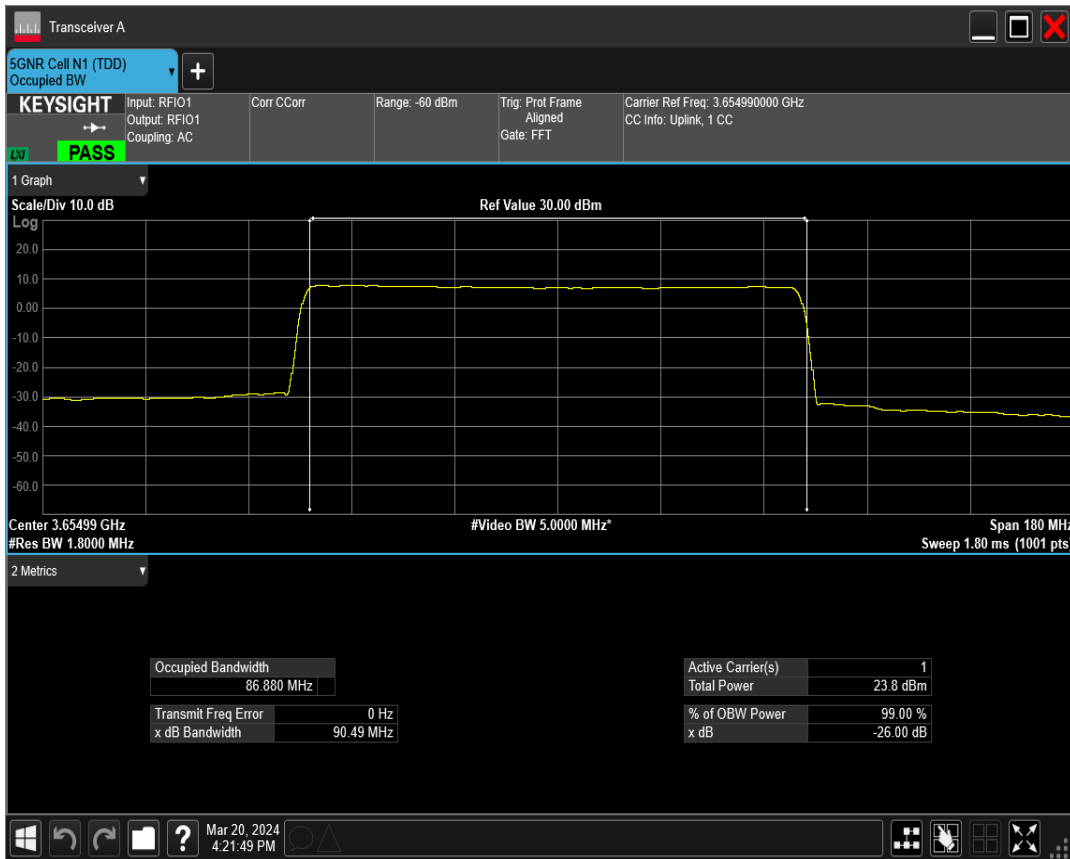 Transceiver A
5GNR Cell N1 (TDD)
Occupied BW
+
KEYSIGHT
LXI
PASS
Input: RFIO1
Output: RFIO1
Coupling: AC
Corr CCorr
Range: -60 dBm
Trig: Prot Frame
Aligned
Gate: FFT
Carrier Ref Freq: 3.654990000 GHz
CC Info: Uplink, 1 CC
1 Graph
Scale/Div 10.0 dB
Ref Value 30.00 dBm
Log
20.0
10.0
0.00
-10.0
-20.0
-30.0
-40.0
-50.0
-60.0
Center 3.65499 GHz
#Video BW 5.0000 MHz*
Span 180 MHz
#Res BW 1.8000 MHz
Sweep 1.80 ms (1001 pts)
2 Metrics
Occupied Bandwidth
86.880 MHz
Transmit Freq Error 0 Hz
x dB Bandwidth 90.49 MHz
Active Carrier(s) 1
Total Power 23.8 dBm
% of OBW Power 99.00 %
x dB -26.00 dB
?
Mar 20, 2024
4:21:49 PM